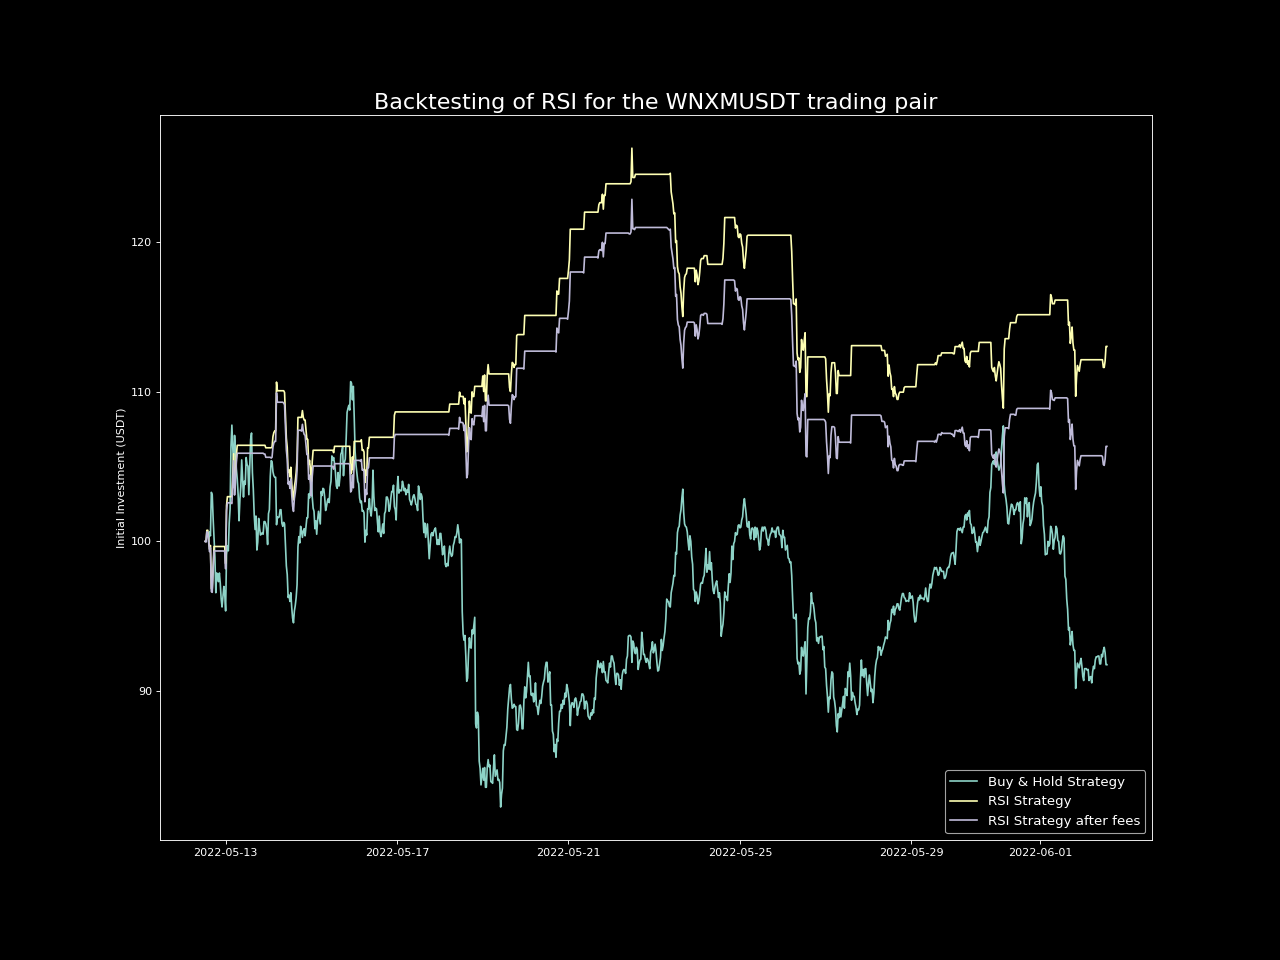 Backtesting of RSI for the WNXMUSDT trading pair
Initial Investment (USDT)
120
110
100
90
2022-05-13
2022-05-17
2022-05-21
2022-05-25
2022-05-29
2022-06-01
Buy & Hold Strategy
RSI Strategy
RSI Strategy after fees